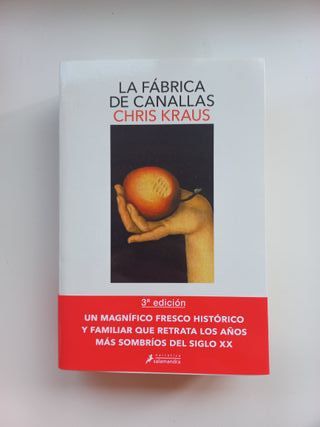 LA FÁBRICA
DE CANALLAS
CHRIS KRAUS
3ª edición
UN MAGNÍFICO FRESCO HISTÓRICO
Y FAMILIAR QUE RETRATA LOS AÑOS
MÁS SOMBRÍOS DEL SIGLO XX
narrativa
salamandra